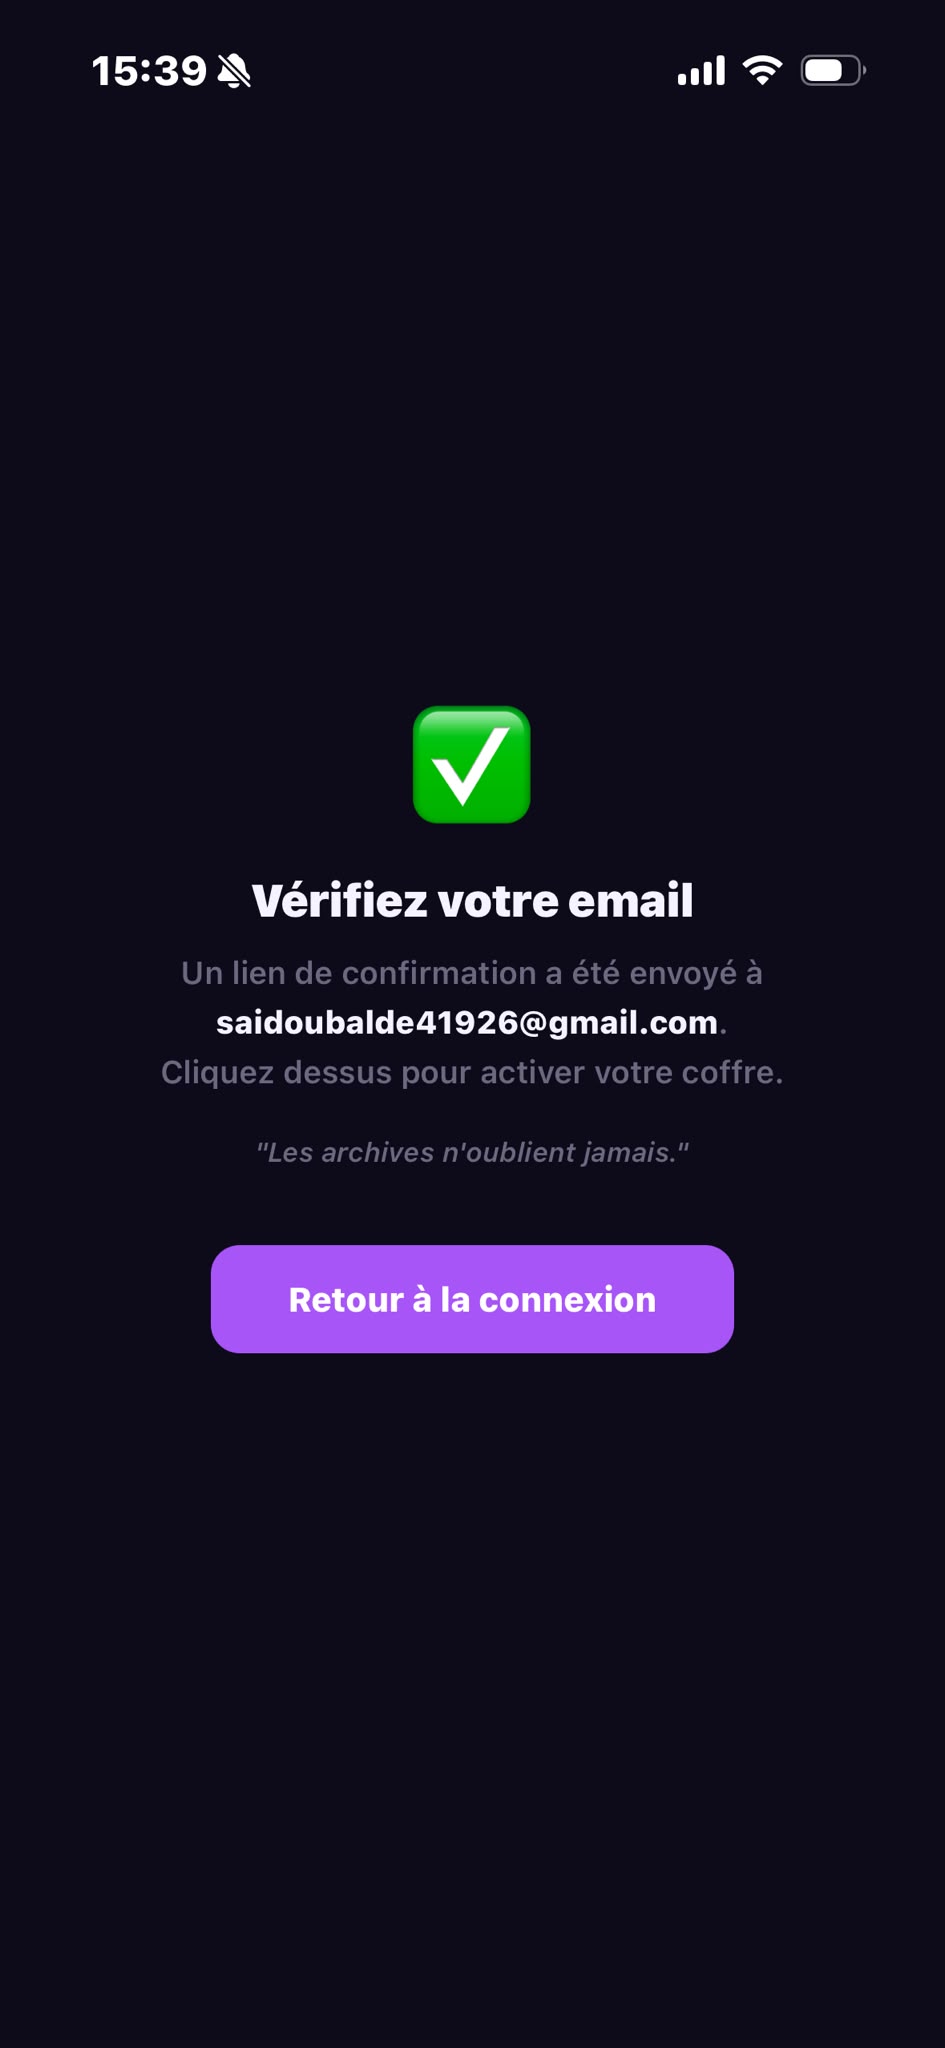 15:39
Vérifiez votre email
Un lien de confirmation a été envoyé à
saidoubalde41926@gmail.com.
Cliquez dessus pour activer votre coffre.
"Les archives n'oublient jamais."
Retour à la connexion